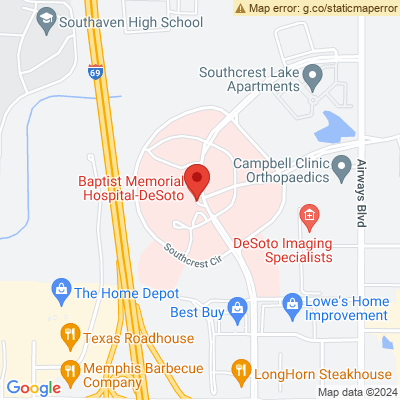 Map error: g.co/staticmaperror
Southaven High School
69
Southcrest Lake
Apartments
Campbell Clinic
Orthopaedics
Airways Blvd
Baptist Memorial
Hospital-DeSoto
DeSoto Imaging
Specialists
Southcrest Cir
The Home Depot
Best Buy
Lowe's Home
Improvement
Texas Roadhouse
Memphis Barbecue
Company
LongHorn Steakhouse
Google
Map data ©2024